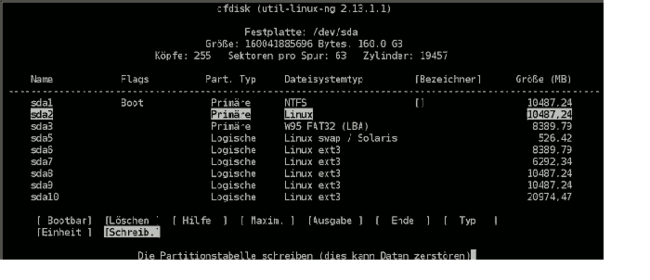 cfdisk (util-linux-ng 2.13.1.1)
Festplatte: /dev/sda
Größe: 160041885696 Bytes, 160.0 GB
Köpfe: 255 Sektoren pro Spur: 63 Zylinder: 19457
Name Flags Part. Typ Dateisystemtyp [Bezeichner] Größe (MB)
sda1 Boot Primäre NTFS [] 10487.24
sda2 Primäre Linux 10487,24
sda3 Primäre W95 FAT32 (LBA) 8389.79
sda5 Logische Linux swap / Solaris 526.42
sda6 Logische Linux ext3 8389.79
sda7 Logische Linux ext3 6292,34
sda8 Logische Linux ext3 10487.24
sda9 Logische Linux ext3 10487.24
sda10 Logische Linux ext3 20974,47
[ Bootbar] [Löschen ] [ Hilfe ] [ Maxim. ] [Ausgabe ] [ Ende ] [ Typ ]
[Einheit ] [Schreib.]
Die Partitionstabelle schreiben (dies kann Daten zerstören)